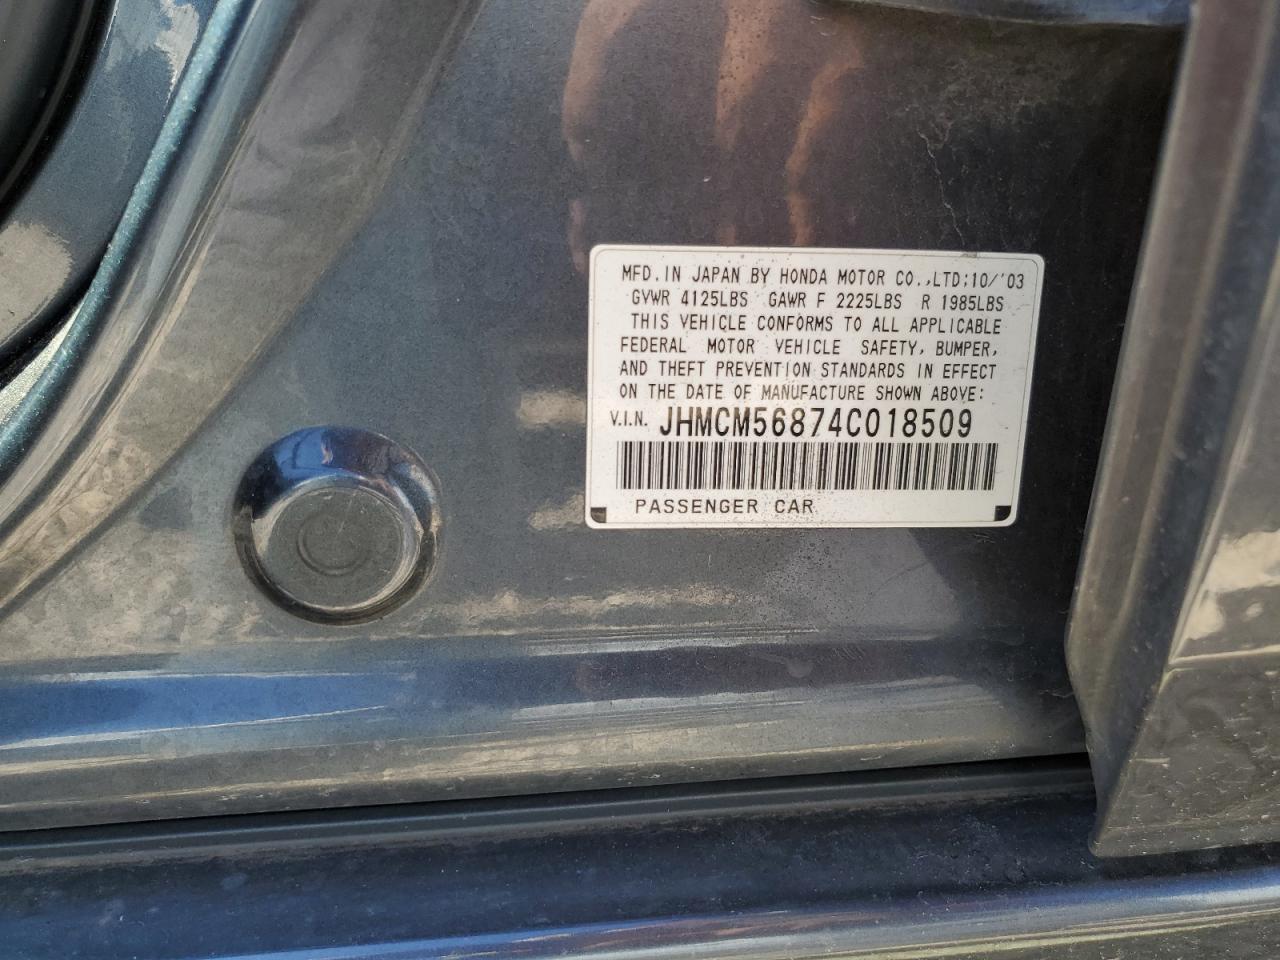 MFD. IN JAPAN BY HONDA MOTOR CO., LTD; 10/'03
GVWR 4125LBS GAWR F 2225LBS R 1985LBS
THIS VEHICLE CONFORMS TO ALL APPLICABLE
FEDERAL MOTOR VEHICLE SAFETY, BUMPER,
AND THEFT PREVENTION STANDARDS IN EFFECT
ON THE DATE OF MANUFACTURE SHOWN ABOVE:
V.I.N. JHMCM56874C018509
PASSENGER CAR